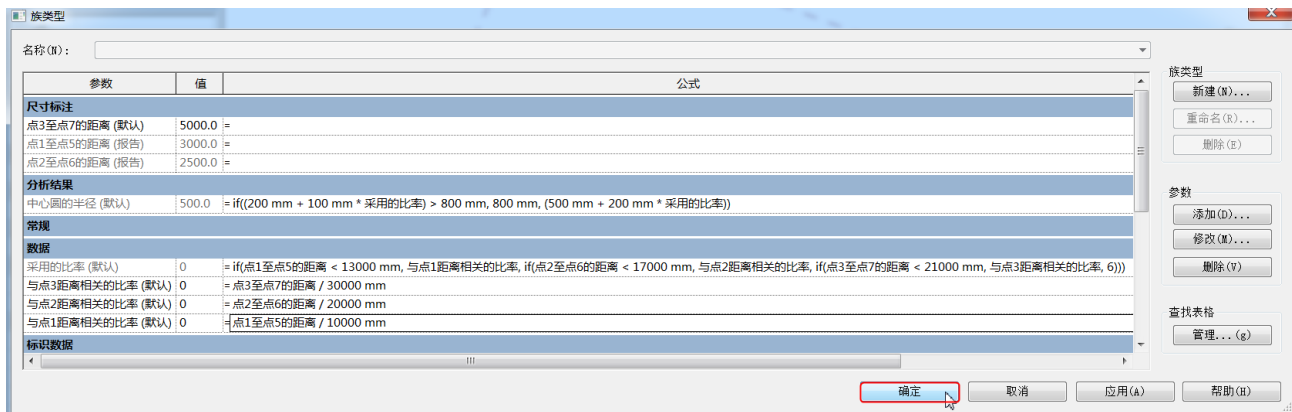 族类型
名称(N):
参数 值 公式
尺寸标注
点3至点7的距离 (默认) 5000.0 =
点1至点5的距离 (报告) 3000.0 =
点2至点6的距离 (报告) 2500.0 =
分析结果
中心圆的半径 (默认) 500.0 = if((200 mm + 100 mm * 采用的比率) > 800 mm, 800 mm, (500 mm + 200 mm * 采用的比率))
常规
数据
采用的比率 (默认) 0 = if(点1至点5的距离 < 13000 mm, 与点1距离相关的比率, if(点2至点6的距离 < 17000 mm, 与点2距离相关的比率, if(点3至点7的距离 < 21000 mm, 与点3距离相关的比率, 6)))
与点3距离相关的比率 (默认) 0 = 点3至点7的距离 / 30000 mm
与点2距离相关的比率 (默认) 0 = 点2至点6的距离 / 20000 mm
与点1距离相关的比率 (默认) 0 = 点1至点5的距离 / 10000 mm
标识数据
族类型
新建(N)...
重命名(R)...
删除(E)
参数
添加(D)...
修改(M)...
删除(V)
查找表格
管理...(g)
确定 取消 应用(A) 帮助(H)